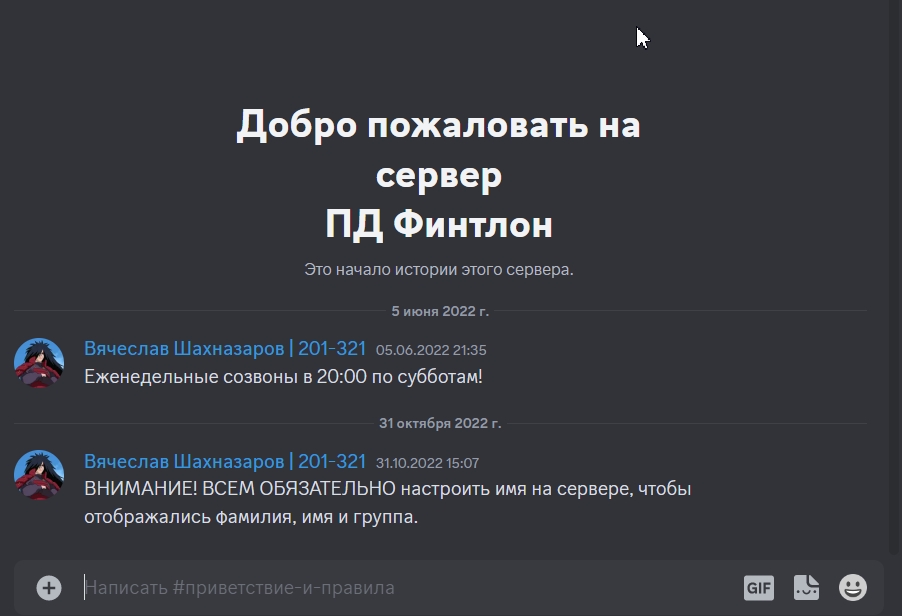 Добро пожаловать на
сервер
ПД Финтлон
Это начало истории этого сервера.
5 июня 2022 г.
Вячеслав Шахназаров | 201-321 05.06.2022 21:35
Еженедельные созвоны в 20:00 по субботам!
31 октября 2022 г.
Вячеслав Шахназаров | 201-321 31.10.2022 15:07
ВНИМАНИЕ! ВСЕМ ОБЯЗАТЕЛЬНО настроить имя на сервере, чтобы
отображались фамилия, имя и группа.
Написать #приветствие-и-правила
GIF